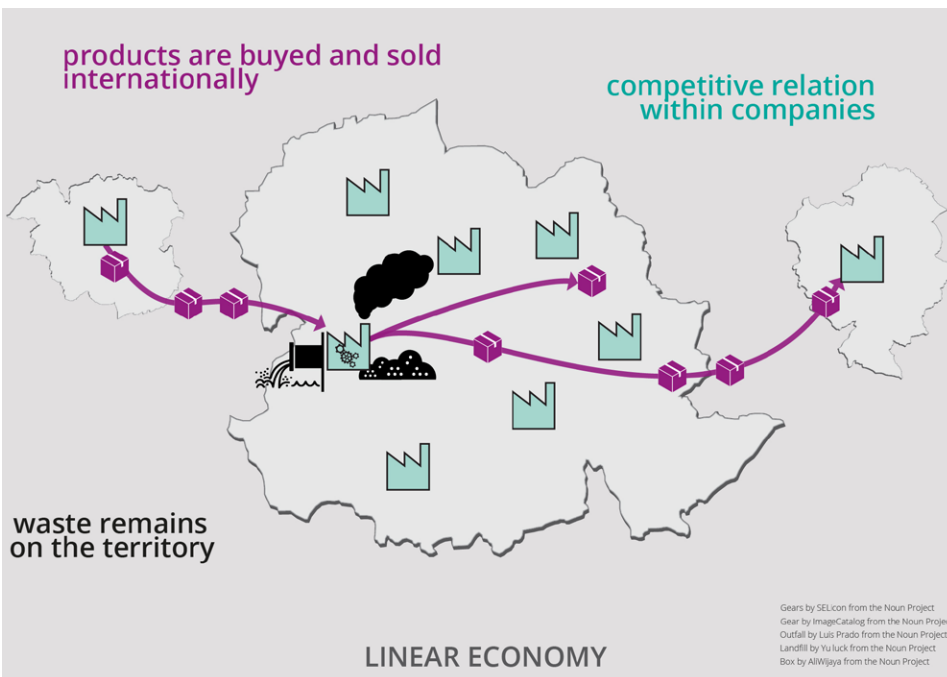 products are buyed and sold
internationally
competitive relation
within companies
waste remains
on the territory
LINEAR ECONOMY
Gears by SELicon from the Noun Project
Gear by ImageCatalog from the Noun Proje
Outfall by Luis Prado from the Noun Project
Landfill by Yu luck from the Noun Project
Box by AliWijaya from the Noun Project